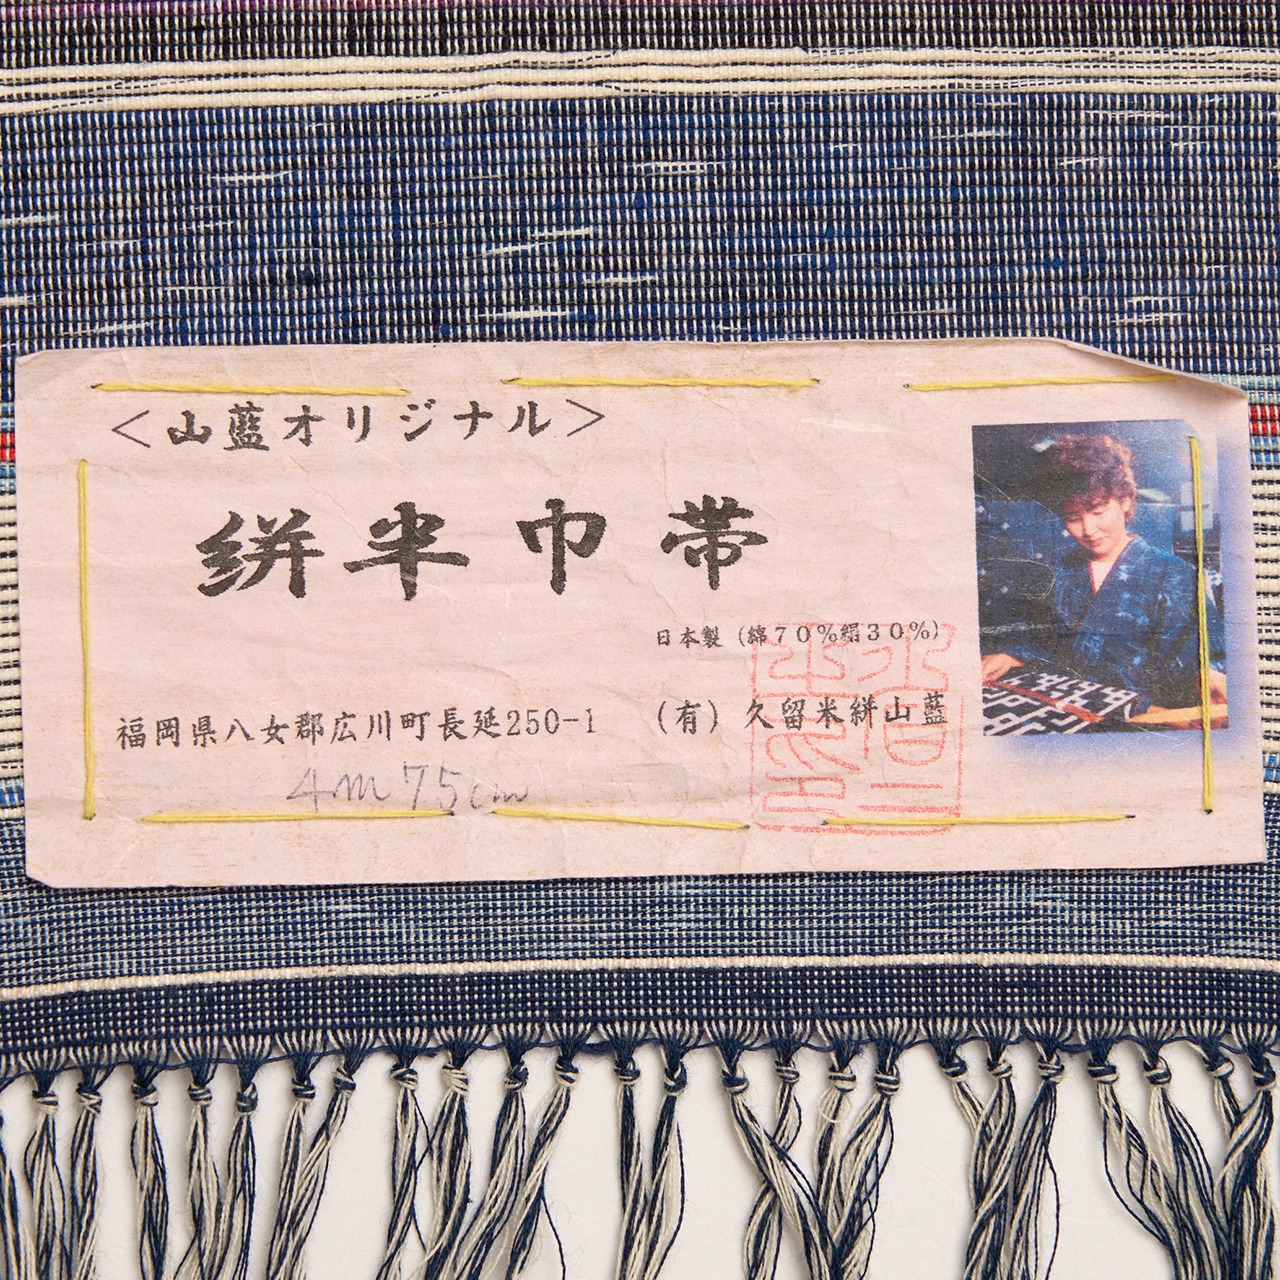 ＜山藍オリジナル＞
絣半巾帯
日本製（綿７０％絹３０％）
福岡県八女郡広川町長延250-1 （有）久留米絣山藍
4m75cm